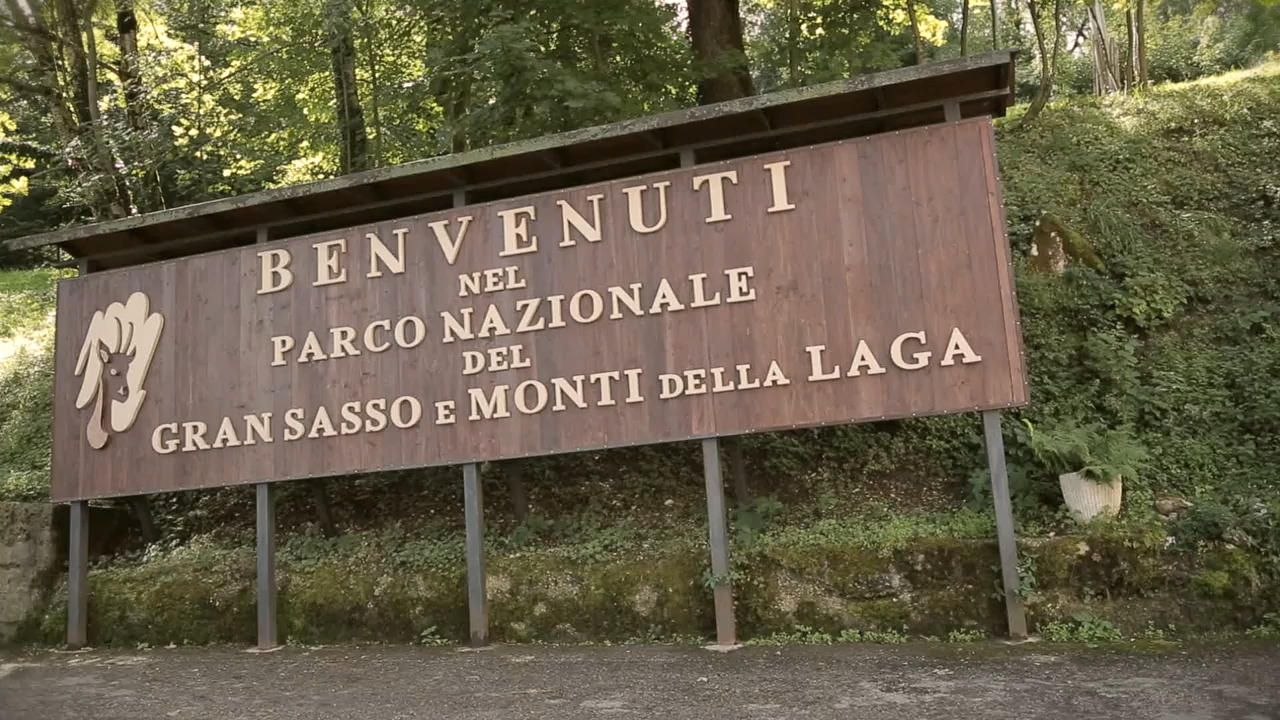 BENVENUTI
NEL
PARCO NAZIONALE
DEL
GRAN SASSO E MONTI DELLA LAGA